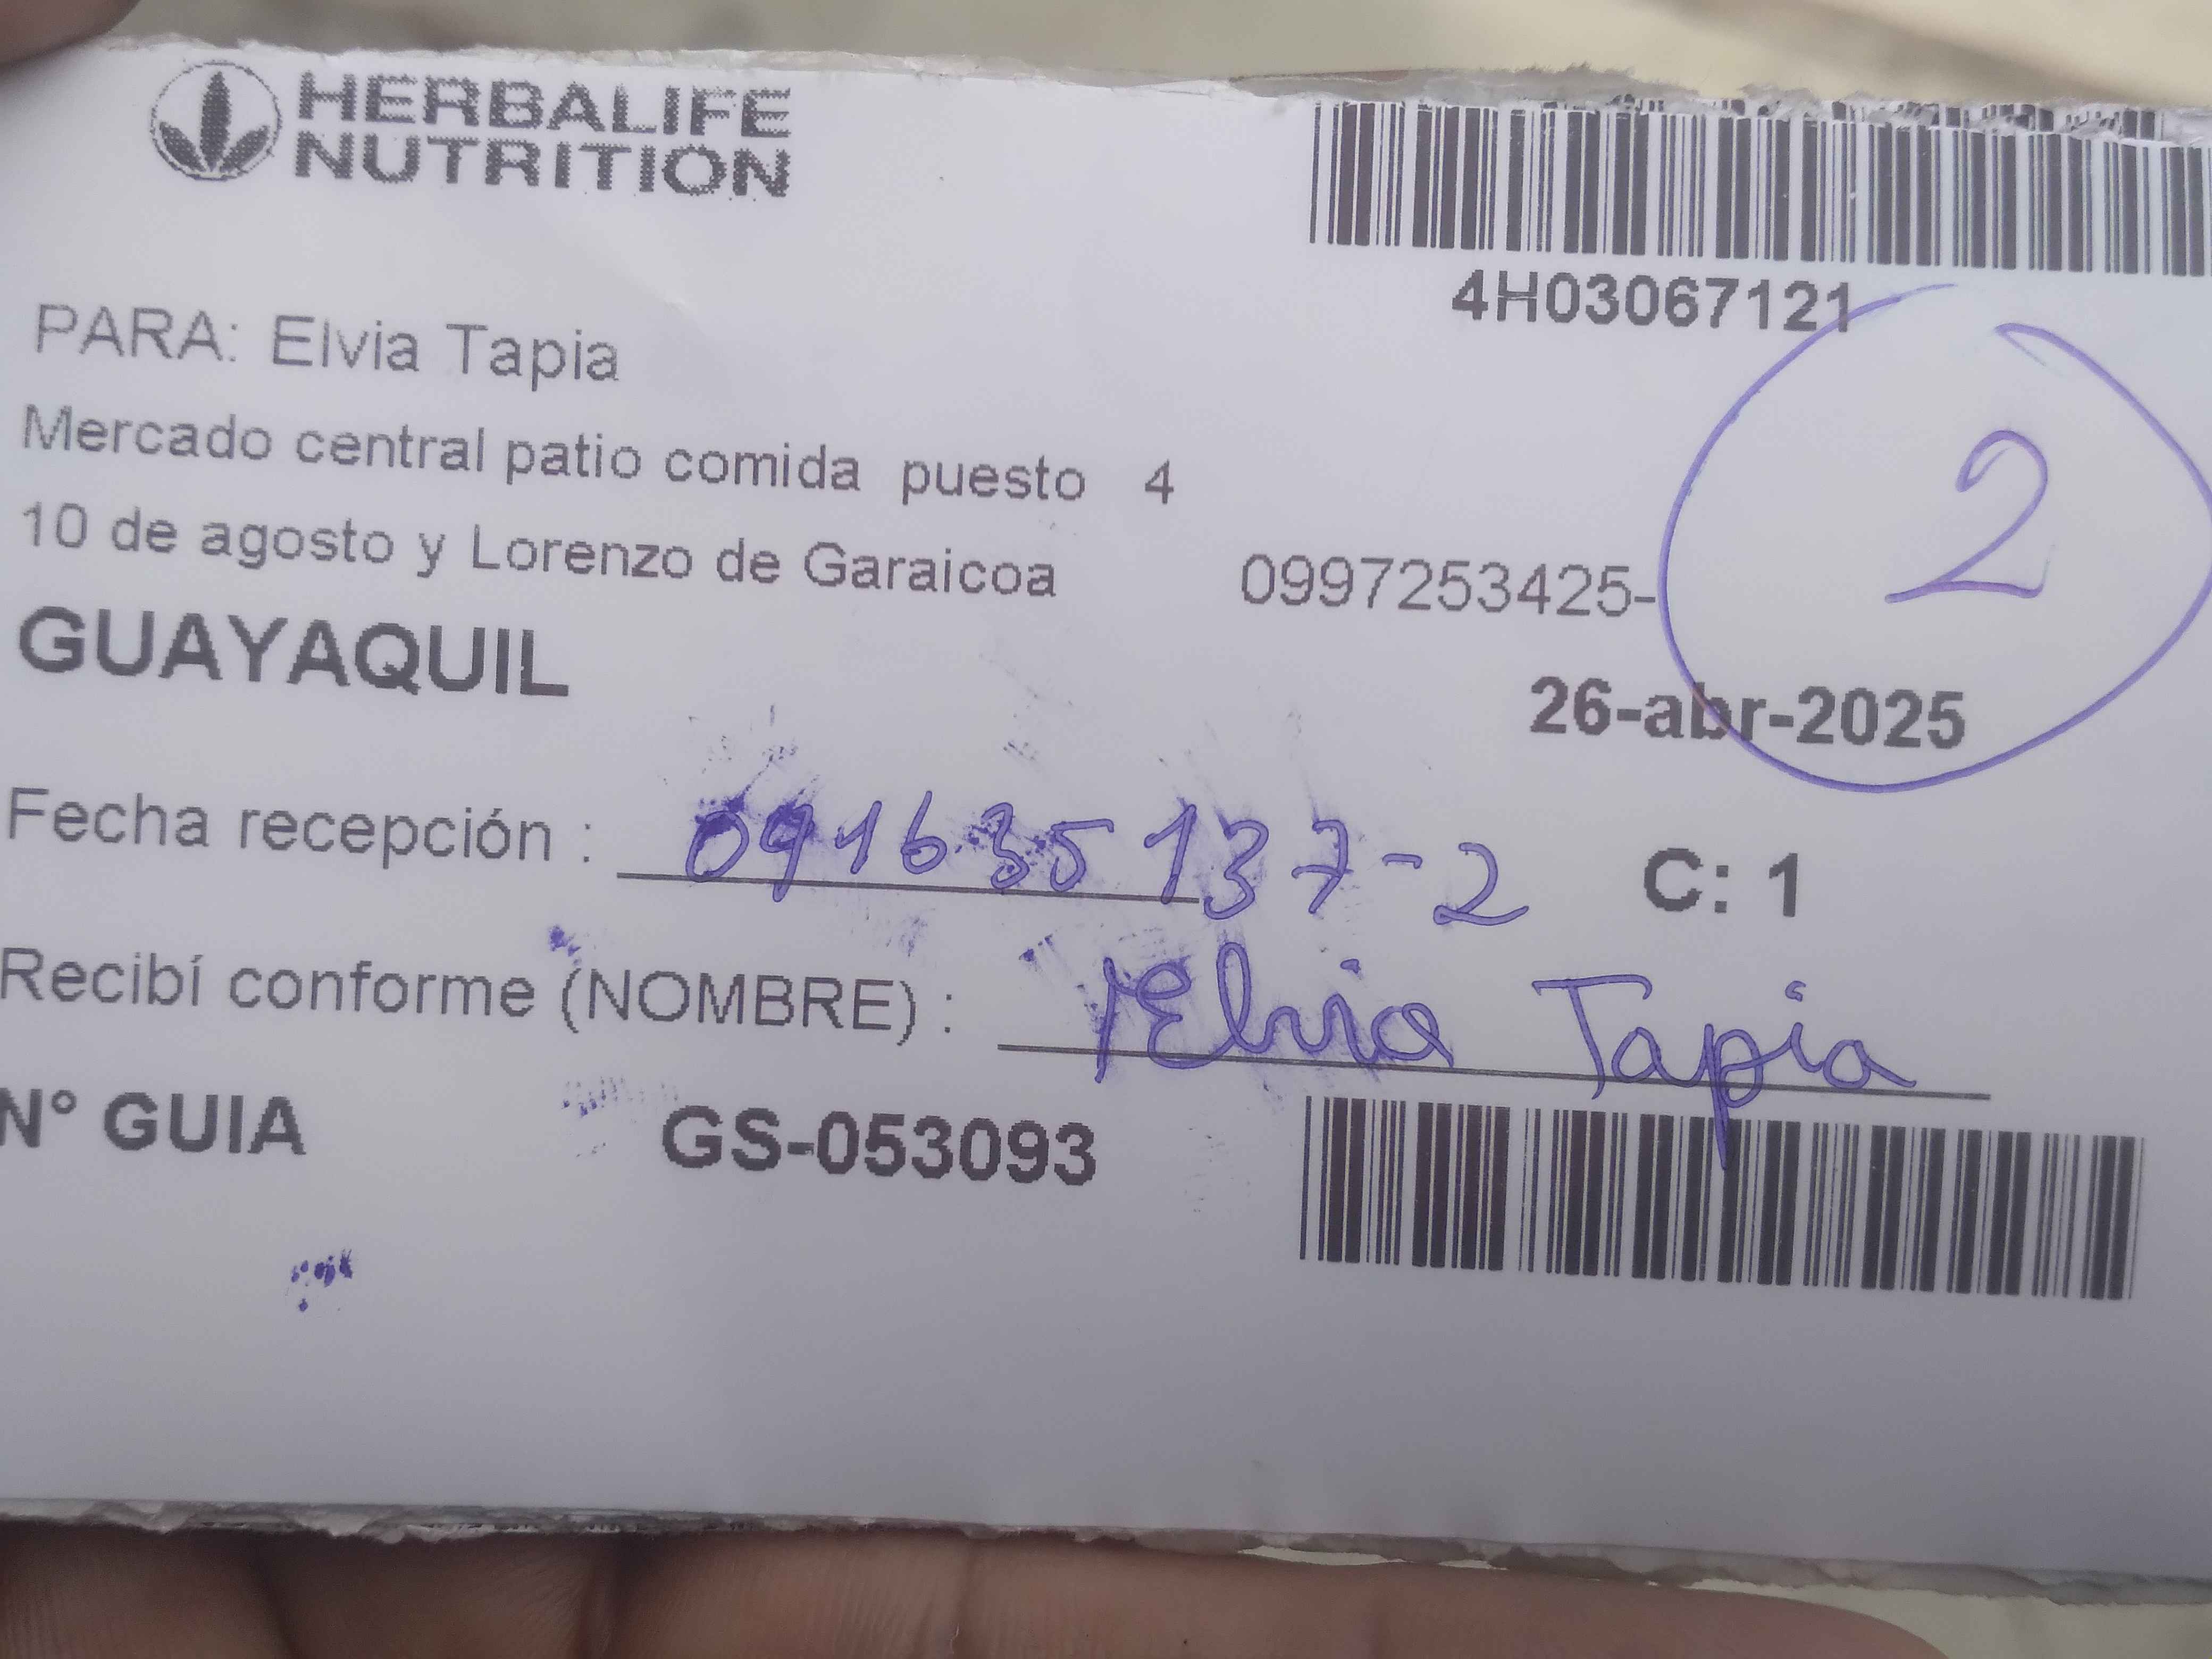 HERBALIFE
NUTRITION
4H03067121
PARA: Elvia Tapia
2
Mercado central patio comida puesto 4
10 de agosto y Lorenzo de Garaicoa 0997253425-
GUAYAQUIL
26-abr-2025
Fecha recepción : 091635137-2 C: 1
Recibí conforme (NOMBRE) : Elvia Tapia
N° GUIA GS-053093